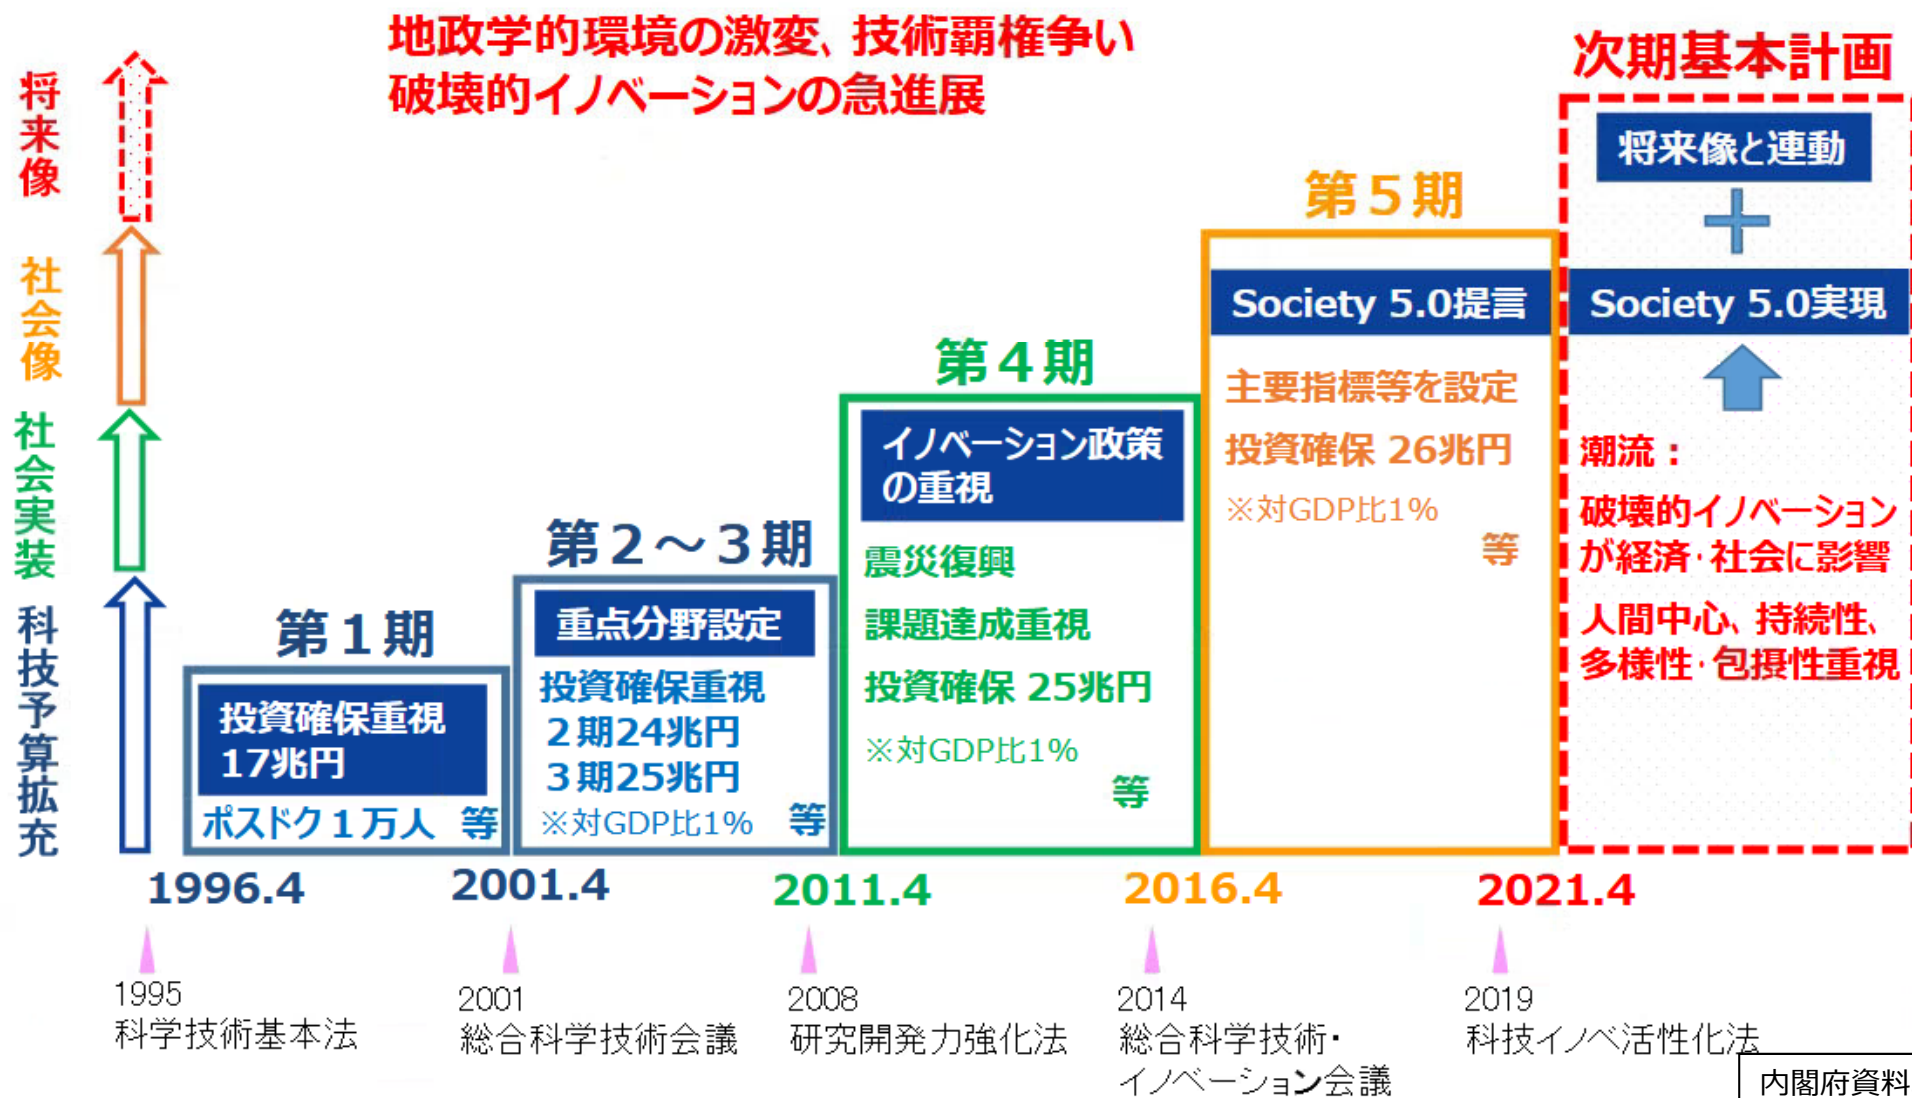 地政学的環境の激変、技術覇権争い
破壊的イノベーションの急進展
将来像
社会像
社会実装
科技予算拡充
第1期
投資確保重視
17兆円
ポスドク1万人 等
第2～3期
重点分野設定
投資確保重視
2期24兆円
3期25兆円
※対GDP比1% 等
第4期
イノベーション政策
の重視
震災復興
課題達成重視
投資確保 25兆円
※対GDP比1%
等
第5期
Society 5.0提言
主要指標等を設定
投資確保 26兆円
※対GDP比1%
等
次期基本計画
将来像と連動
Society 5.0実現
潮流：
破壊的イノベーション
が経済・社会に影響
人間中心、持続性、
多様性・包摂性重視
1996.4
2001.4
2011.4
2016.4
2021.4
1995
科学技術基本法
2001
総合科学技術会議
2008
研究開発力強化法
2014
総合科学技術・
イノベーション会議
2019
科技イノベ活性化法
内閣府資料